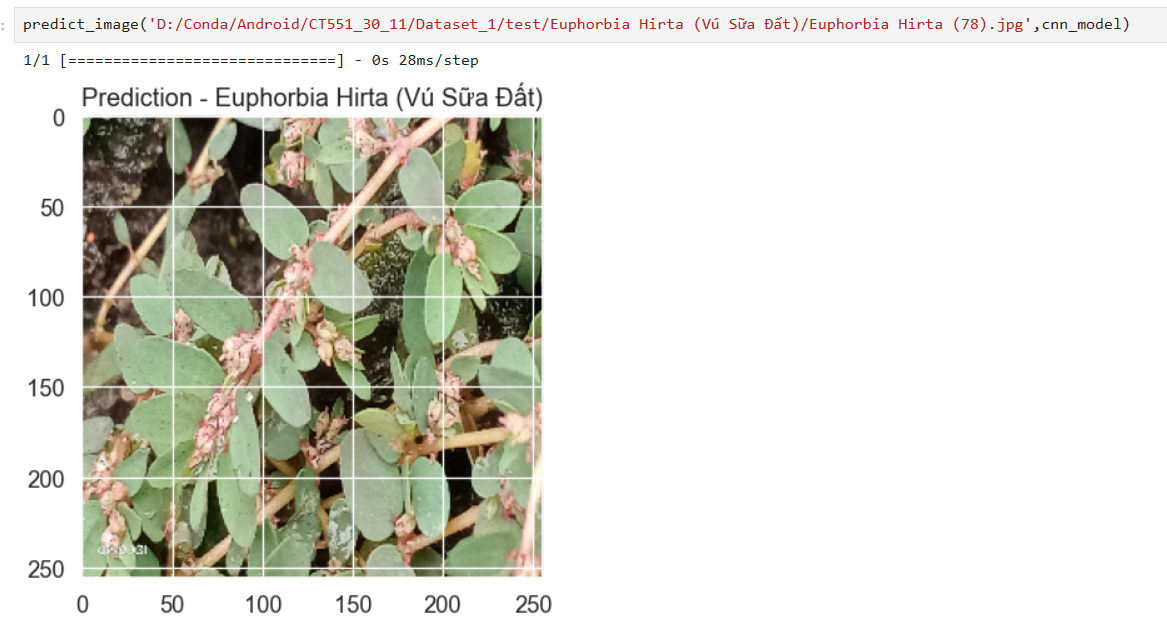 : predict_image('D:/Conda/Android/CT551_30_11/Dataset_1/test/Euphorbia Hirta (Vú Sữa Đất)/Euphorbia Hirta (78).jpg',cnn_model)
1/1 [==============================] - 0s 28ms/step
Prediction - Euphorbia Hirta (Vú Sữa Đất)
0
50
100
150
200
250
0 50 100 150 200 250